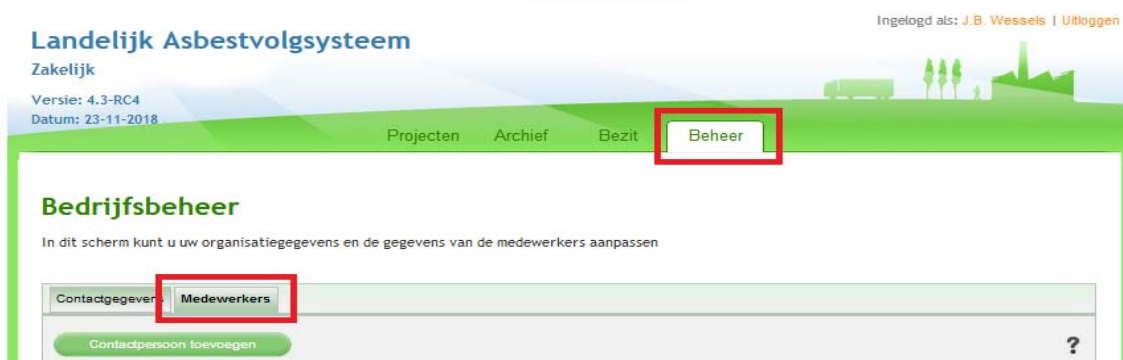 Ingelogd als: J.B. Wessels | Uitloggen
Landelijk Asbestvolgsysteem
Zakelijk
Versie: 4.3-RC4
Datum: 23-11-2018
Projecten Archief Bezit Beheer
Bedrijfsbeheer
In dit scherm kunt u uw organisatiegegevens en de gegevens van de medewerkers aanpassen
Contactgegevens Medewerkers
Contactpersoon toevoegen ?